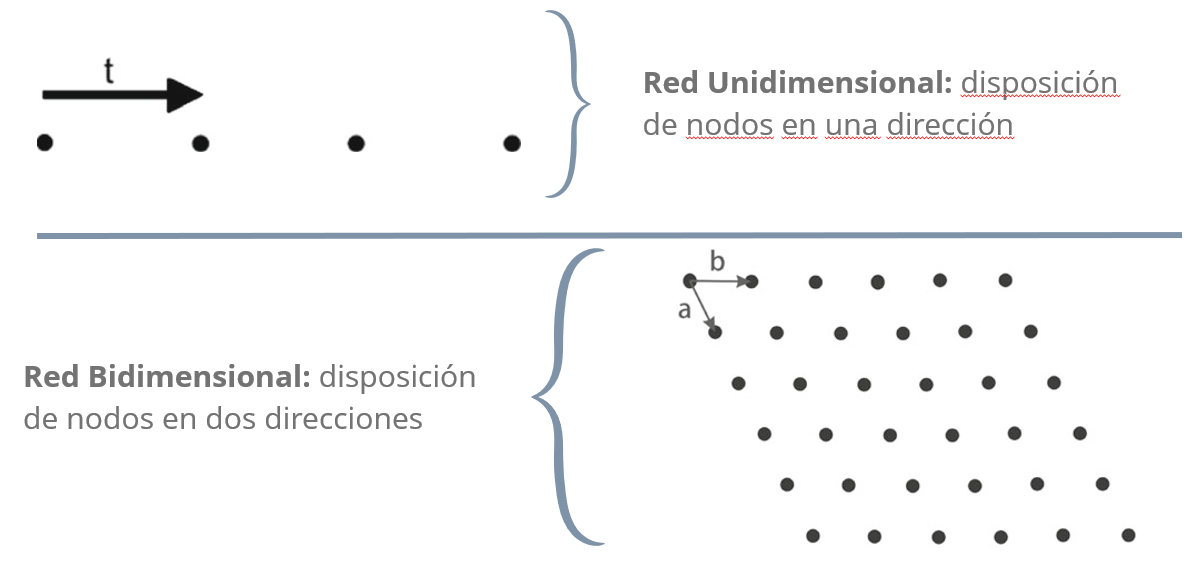 t
Red Unidimensional: disposición
de nodos en una dirección
b
a
Red Bidimensional: disposición
de nodos en dos direcciones